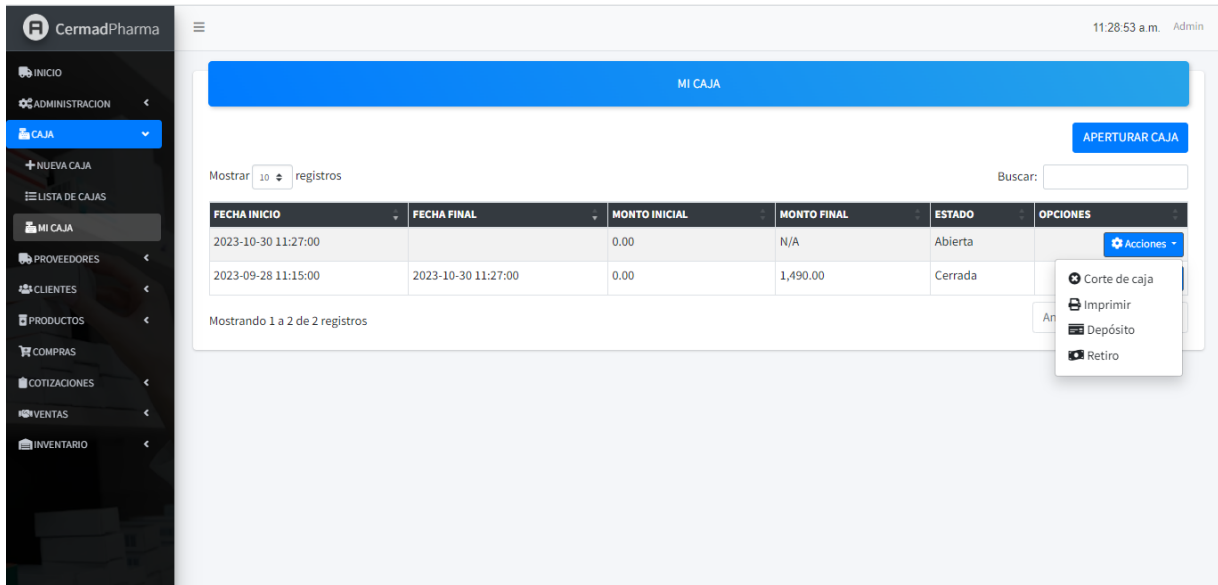 CermadPharma
11:28:53 a.m. Admin
INICIO
ADMINISTRACION
CAJA
NUEVA CAJA
LISTA DE CAJAS
MI CAJA
PROVEEDORES
CLIENTES
PRODUCTOS
COMPRAS
COTIZACIONES
VENTAS
INVENTARIO
MI CAJA
APERTURAR CAJA
Mostrar 10 registros
Buscar:
FECHA INICIO FECHA FINAL MONTO INICIAL MONTO FINAL ESTADO OPCIONES
2023-10-30 11:27:00 0.00 N/A Abierta Acciones
2023-09-28 11:15:00 2023-10-30 11:27:00 0.00 1,490.00 Cerrada
Corte de caja
Imprimir
Depósito
Retiro
Mostrando 1 a 2 de 2 registros